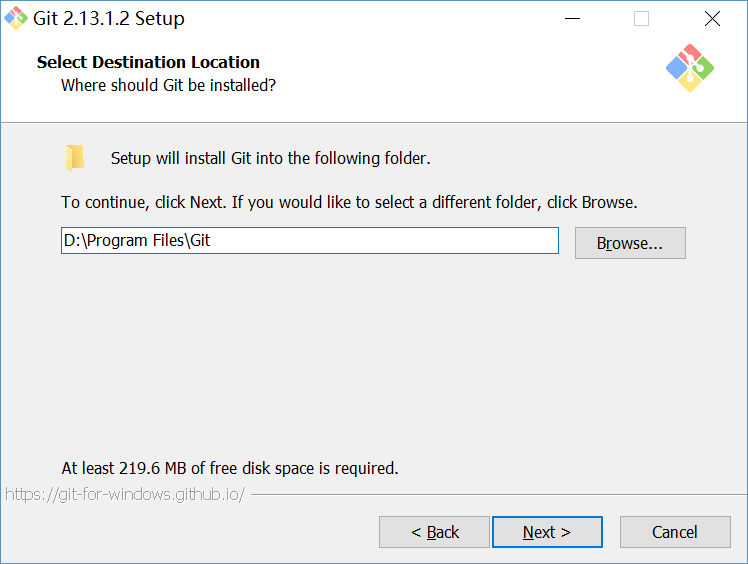 Git 2.13.1.2 Setup
Select Destination Location
Where should Git be installed?
Setup will install Git into the following folder.
To continue, click Next. If you would like to select a different folder, click Browse.
D:\Program Files\Git
Browse...
At least 219.6 MB of free disk space is required.
https://git-for-windows.github.io/
< Back
Next >
Cancel